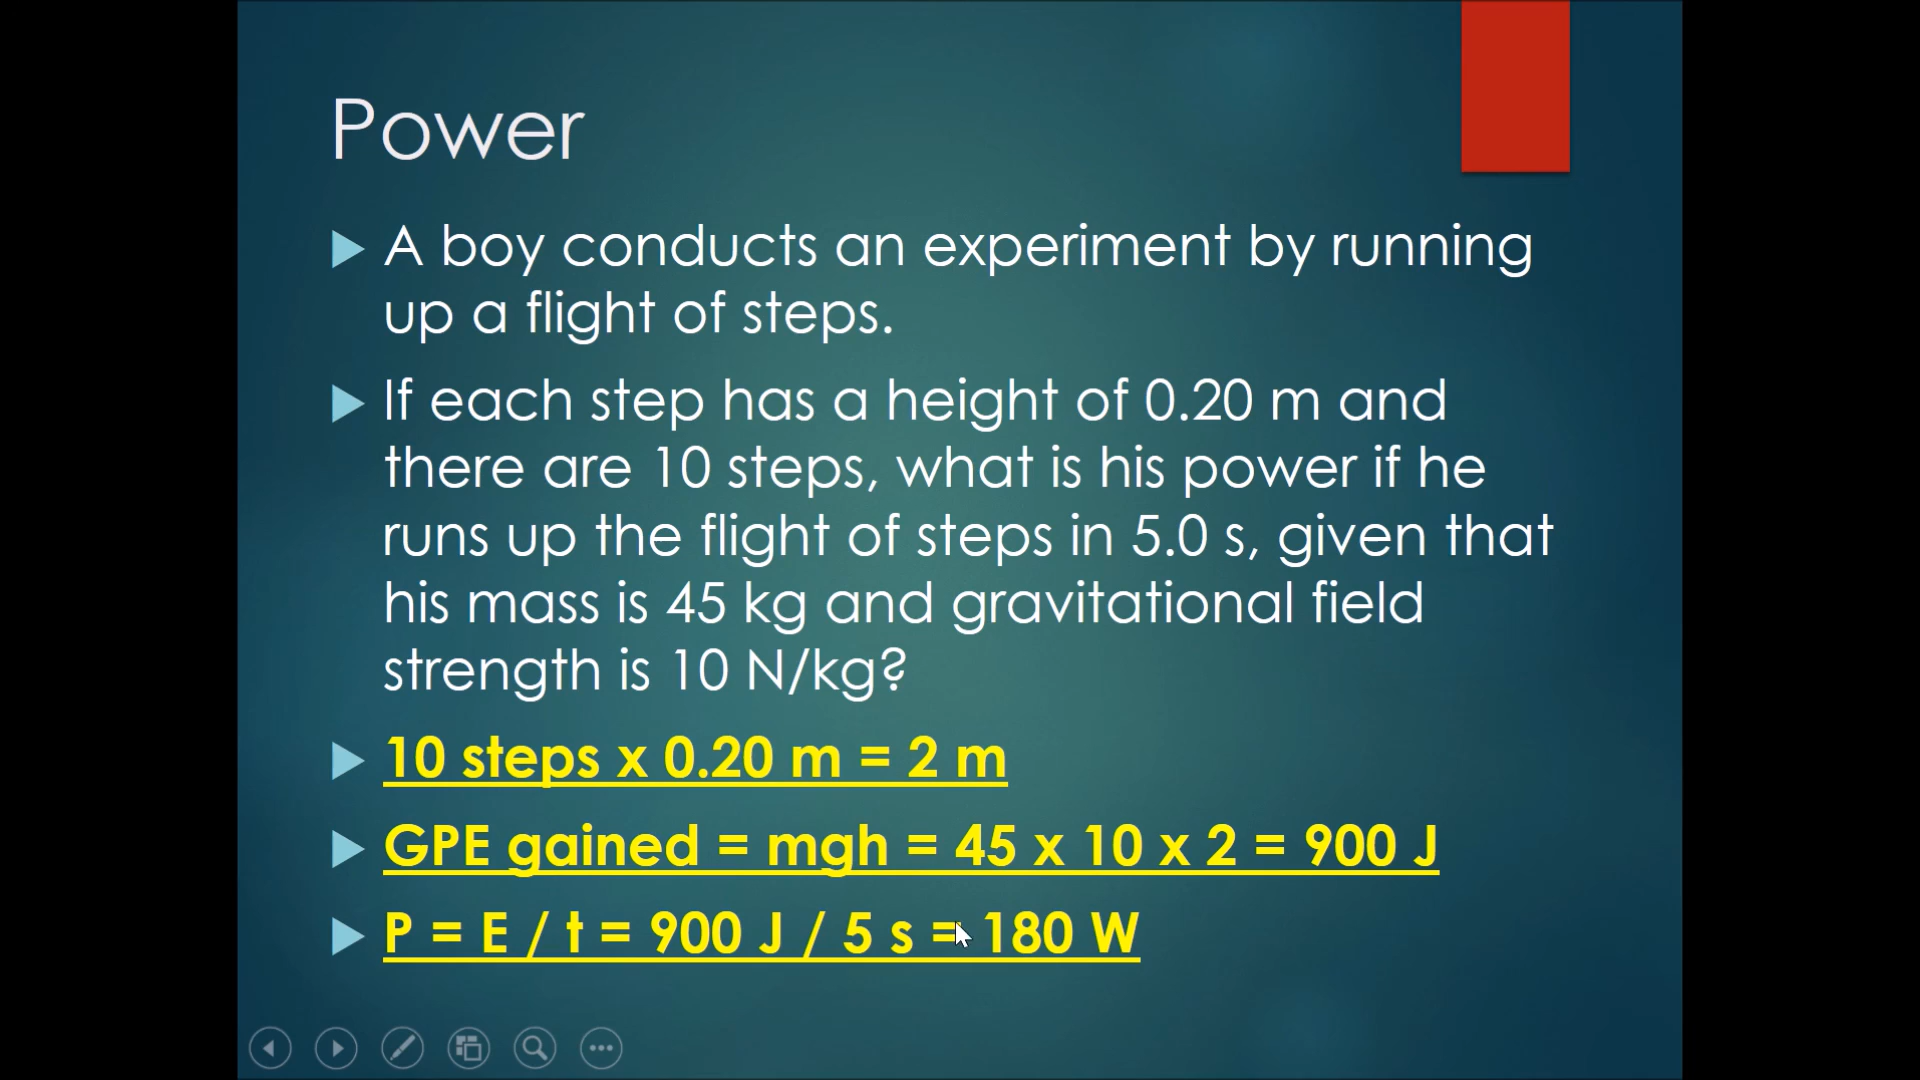 Power
A boy conducts an experiment by running
up a flight of steps.
If each step has a height of 0.20 m and
there are 10 steps, what is his power if he
runs up the flight of steps in 5.0 s, given that
his mass is 45 kg and gravitational field
strength is 10 N/kg?
10 steps x 0.20 m = 2 m
GPE gained = mgh = 45 x 10 x 2 = 900 J
P = E / t = 900 J / 5 s = 180 W